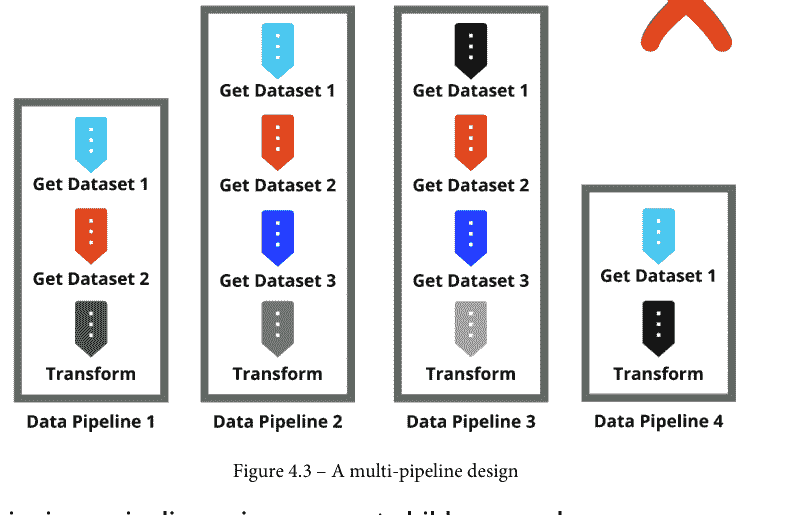 Get Dataset 1
Get Dataset 2
Transform
Data Pipeline 1
Get Dataset 1
Get Dataset 2
Get Dataset 3
Transform
Data Pipeline 2
Get Dataset 1
Get Dataset 2
Get Dataset 3
Transform
Data Pipeline 3
Get Dataset 1
Transform
Data Pipeline 4
Figure 4.3 – A multi-pipeline design